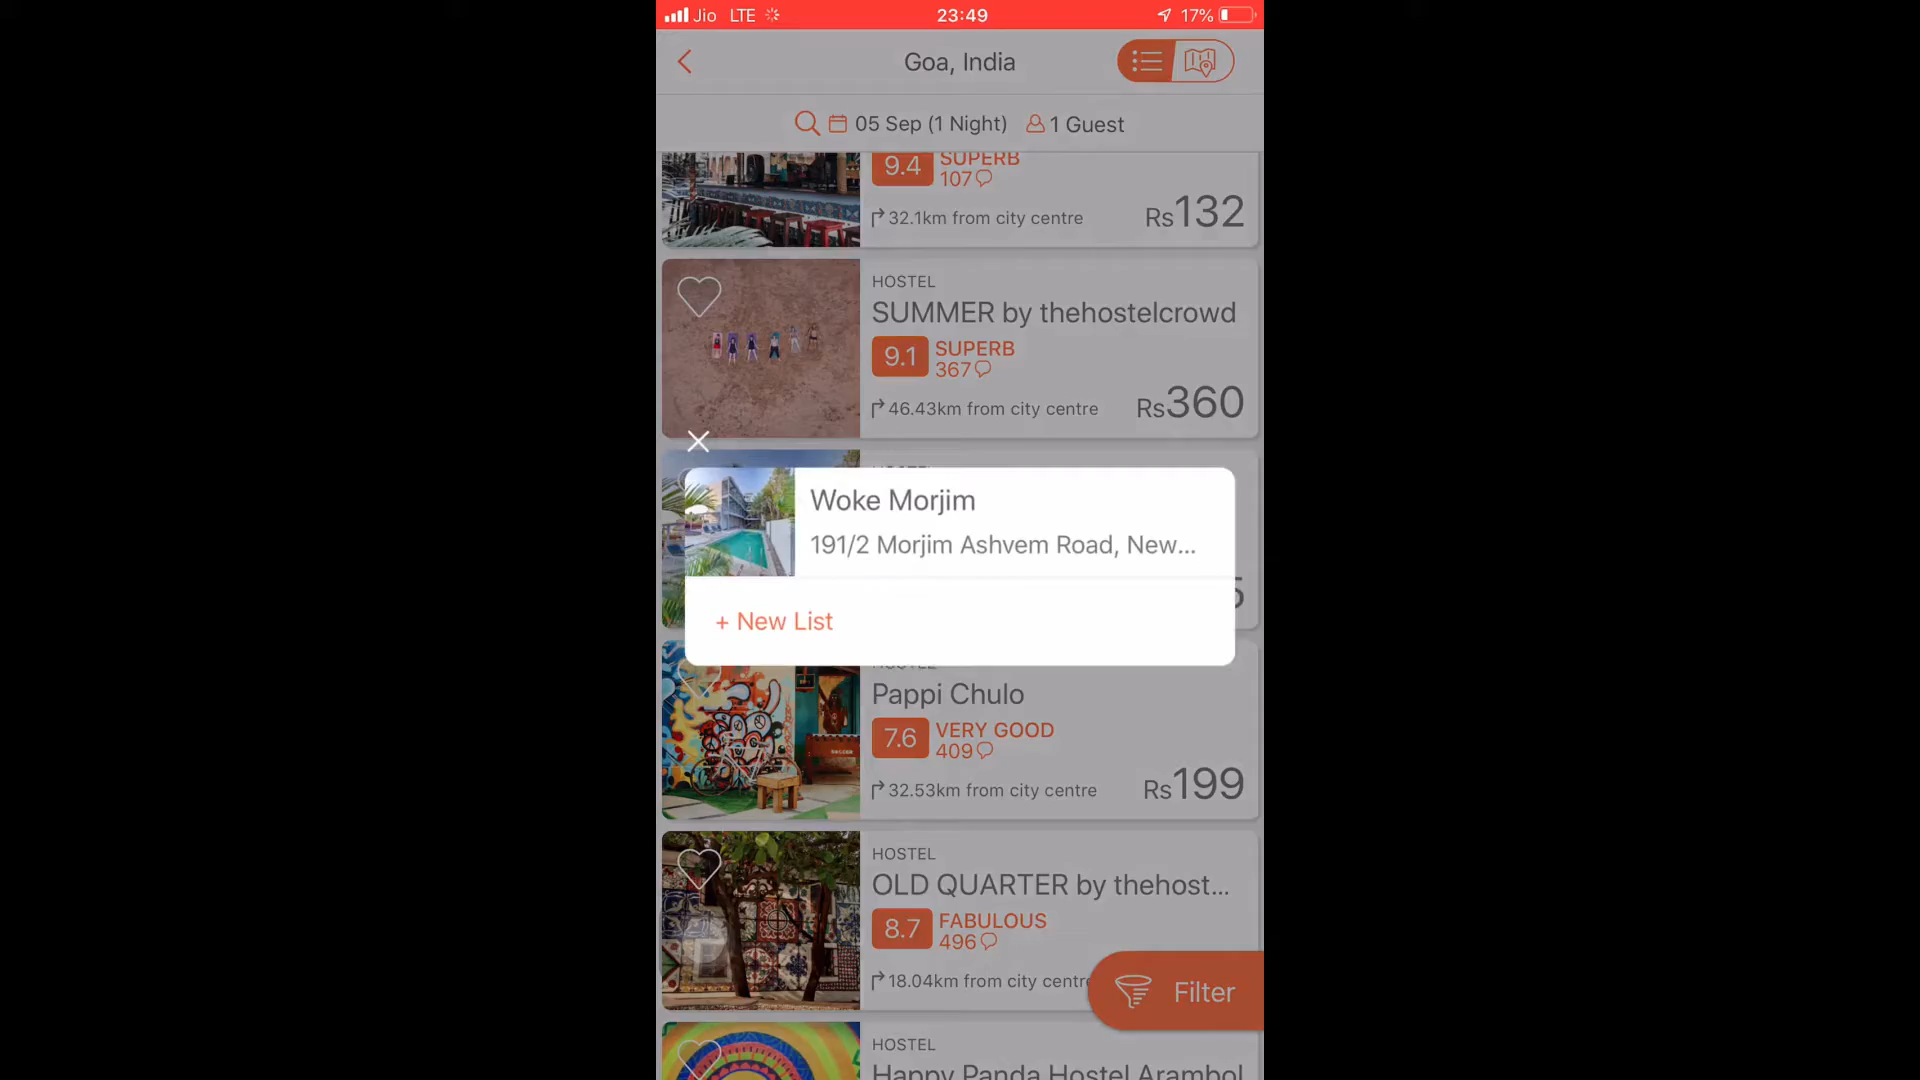 Jio LTE 23:49 17%
Goa, India
05 Sep (1 Night) 1 Guest
9.4 SUPERB
107
32.1km from city centre Rs132
HOSTEL
SUMMER by thehostelcrowd
9.1 SUPERB
367
46.43km from city centre Rs360
Woke Morjim
191/2 Morjim Ashvem Road, New...
+ New List
Pappi Chulo
7.6 VERY GOOD
409
32.53km from city centre Rs199
HOSTEL
OLD QUARTER by thehost...
8.7 FABULOUS
496
18.04km from city centre
Filter
HOSTEL
Happy Panda Hostel Arambol